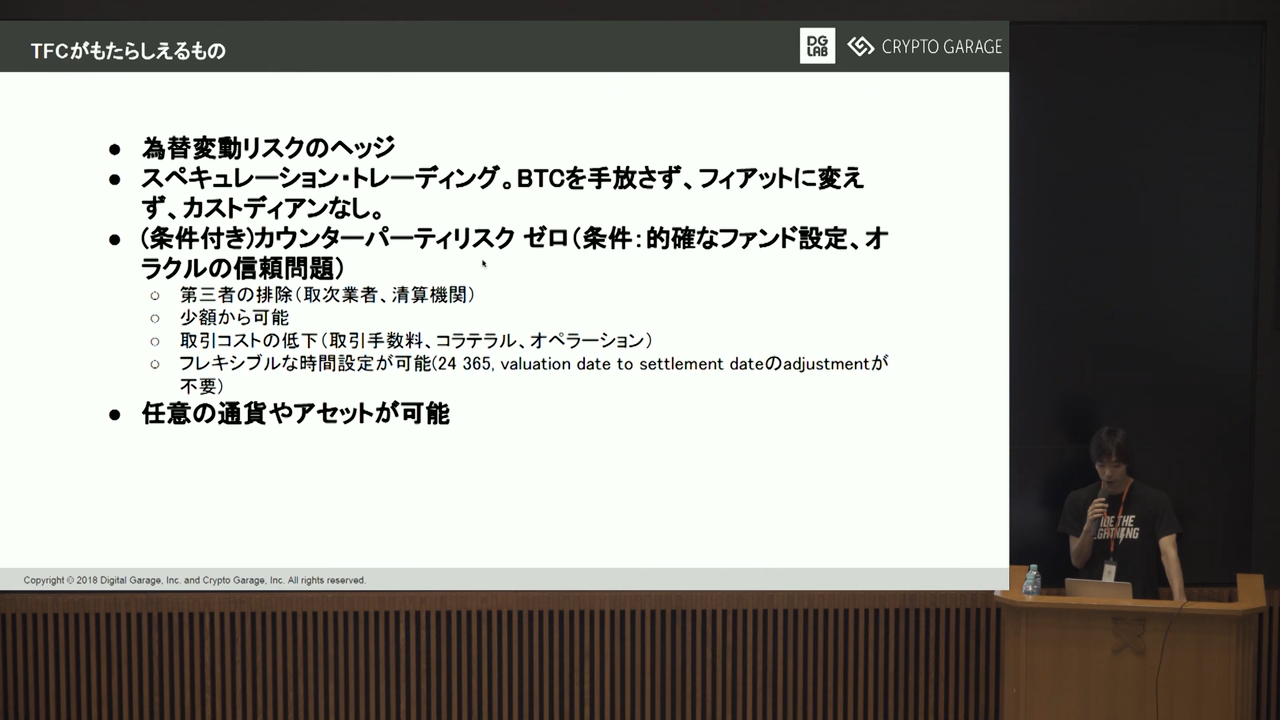 TFCがもたらしえるもの
DG LAB
CRYPTO GARAGE
● 為替変動リスクのヘッジ
● スペキュレーション・トレーディング。BTCを手放さず、フィアットに変え
ず、カストディアンなし。
● (条件付き)カウンターパーティリスク ゼロ(条件:的確なファンド設定、オ
ラクルの信頼問題)
○ 第三者の排除(取次業者、清算機関)
○ 少額から可能
○ 取引コストの低下(取引手数料、コラテラル、オペラーション)
○ フレキシブルな時間設定が可能(24 365, valuation date to settlement dateのadjustmentが
不要)
● 任意の通貨やアセットが可能
Copyright © 2018 Digital Garage, Inc. and Crypto Garage, Inc. All rights reserved.
THE